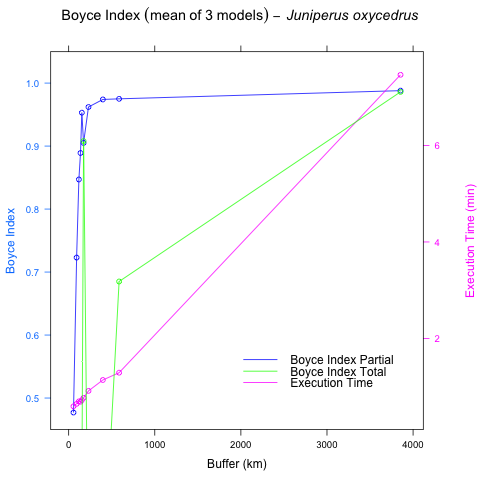 Boyce Index (mean of 3 models) – Juniperus oxycedrus
1.0
0.9
0.8
0.7
0.6
0.5
Boyce Index
6
4
2
Execution Time (min)
Boyce Index Partial
Boyce Index Total
Execution Time
0
1000
2000
3000
4000
Buffer (km)